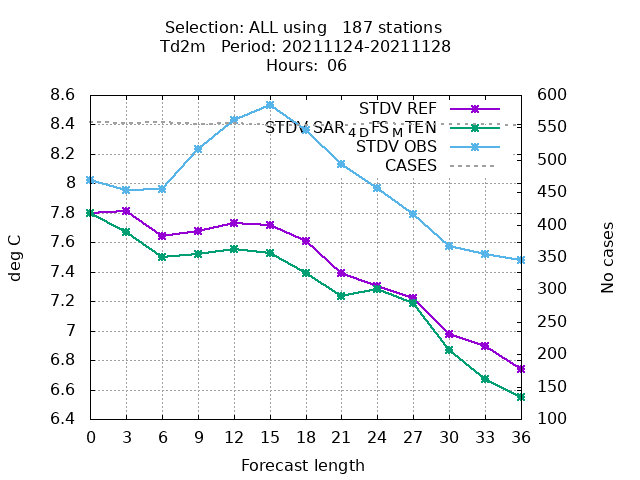 Selection: ALL using 187 stations
Td2m Period: 20211124-20211128
Hours: 06
STDV REF
STDV SAR4DFSMTEN
STDV OBS
CASES
deg C
8.6
8.4
8.2
8
7.8
7.6
7.4
7.2
7
6.8
6.6
6.4
600
550
500
450
400
350
300
250
200
150
100
No cases
0 3 6 9 12 15 18 21 24 27 30 33 36
Forecast length